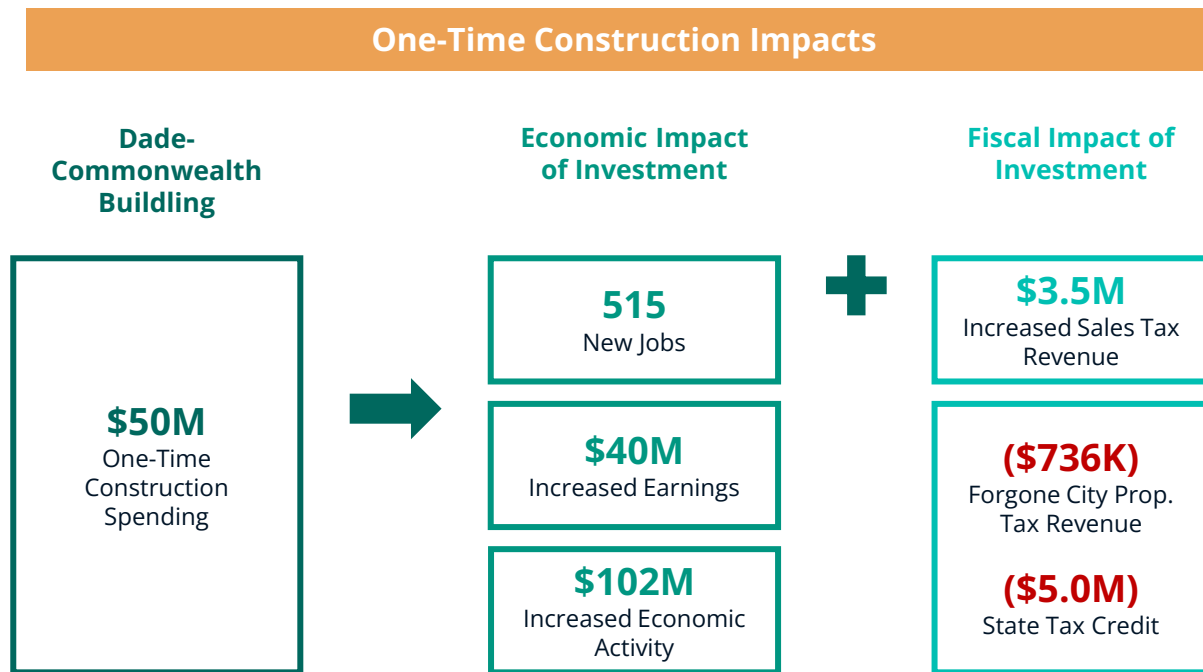 One-Time Construction Impacts
Dade-
Commonwealth
Buildling
Economic Impact
of Investment
Fiscal Impact of
Investment
$50M
One-Time
Construction
Spending
515
New Jobs
$40M
Increased Earnings
$102M
Increased Economic
Activity
$3.5M
Increased Sales Tax
Revenue
($736K)
Forgone City Prop.
Tax Revenue
($5.0M)
State Tax Credit